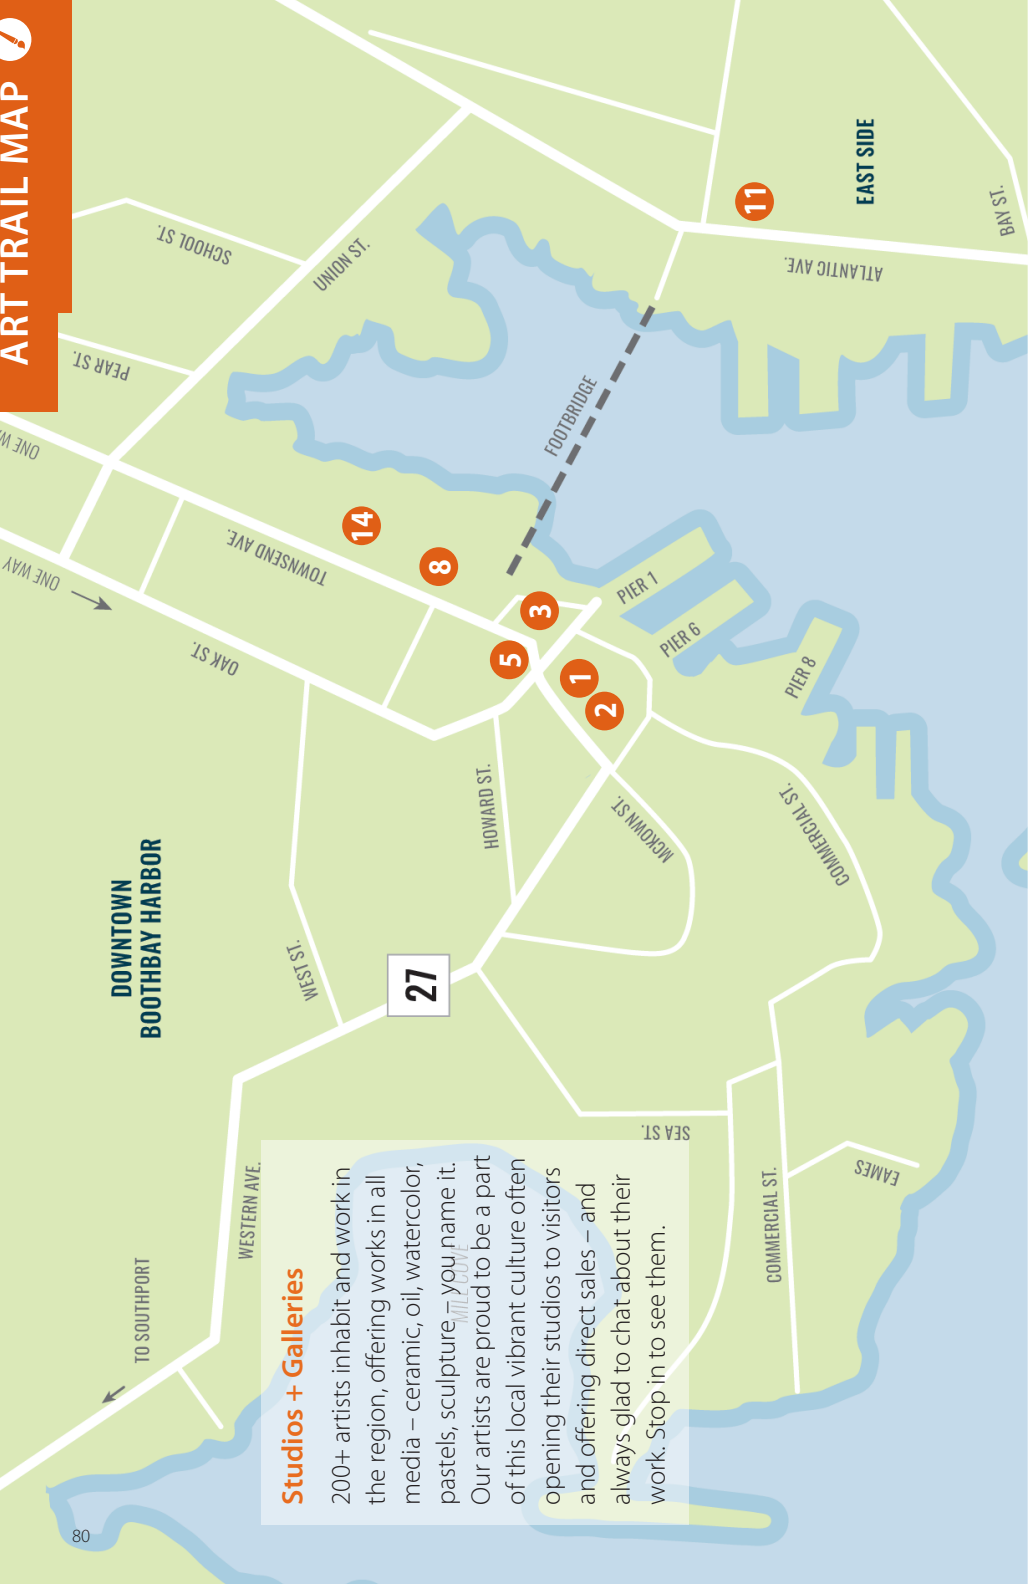 ART TRAIL MAP
DOWNTOWN
BOOTHBAY HARBOR
EAST SIDE
Studios + Galleries
200+ artists inhabit and work in
the region, offering works in all
media – ceramic, oil, watercolor,
pastels, sculpture – you name it.
Our artists are proud to be a part
of this local vibrant culture often
opening their studios to visitors
and offering direct sales – and
always glad to chat about their
work. Stop in to see them.
TO SOUTHPORT
WESTERN AVE.
MILL COVE
WEST ST.
27
SEA ST.
COMMERCIAL ST.
EAMES
HOWARD ST.
MCKOWN ST.
COMMERCIAL ST.
OAK ST.
ONE WAY
TOWNSEND AVE.
ONE WA
PEAR ST.
SCHOOL ST.
UNION ST.
FOOTBRIDGE
PIER 1
PIER 6
PIER 8
ATLANTIC AVE.
BAY ST.
14
8
3
5
1
2
11
80